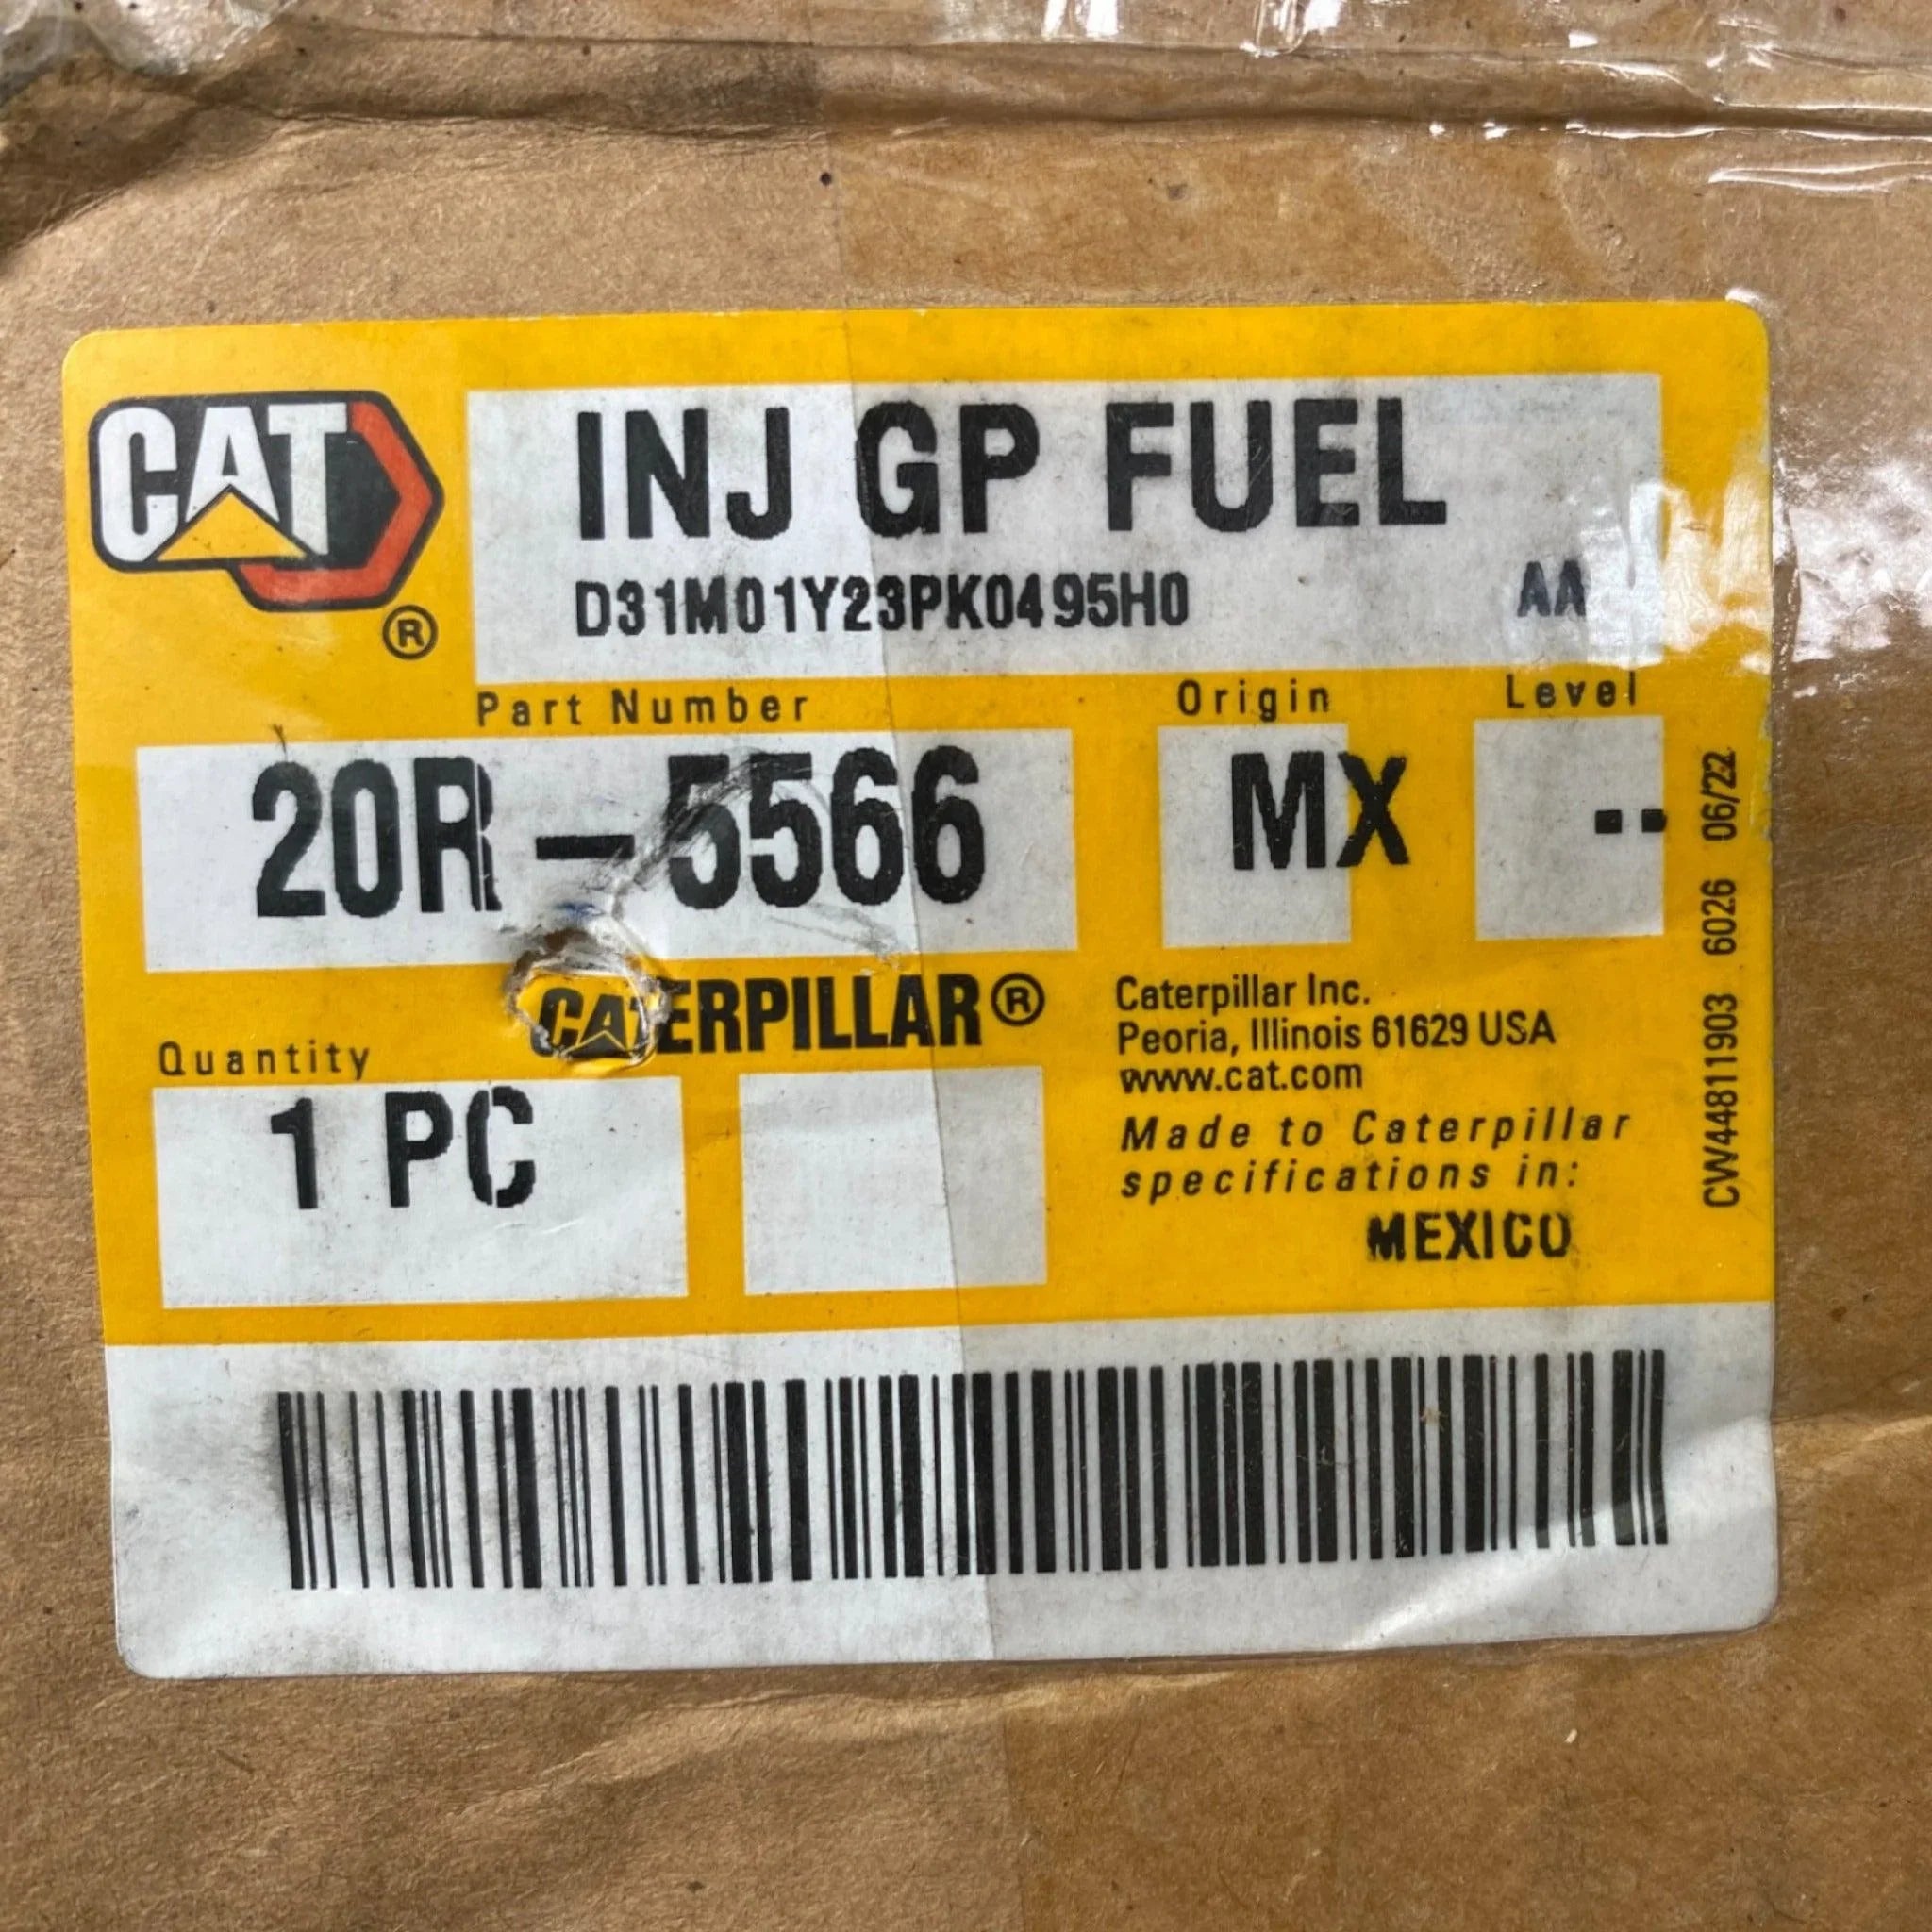 CAT
®
INJ GP FUEL
D31M01Y23PK0495H0 AA
Part Number Origin Level
20R-5566 MX --
CATERPILLAR®
Quantity
1 PC
Caterpillar Inc.
Peoria, Illinois 61629 USA
www.cat.com
Made to Caterpillar
specifications in:
MEXICO
CW44811903 6026 06/22